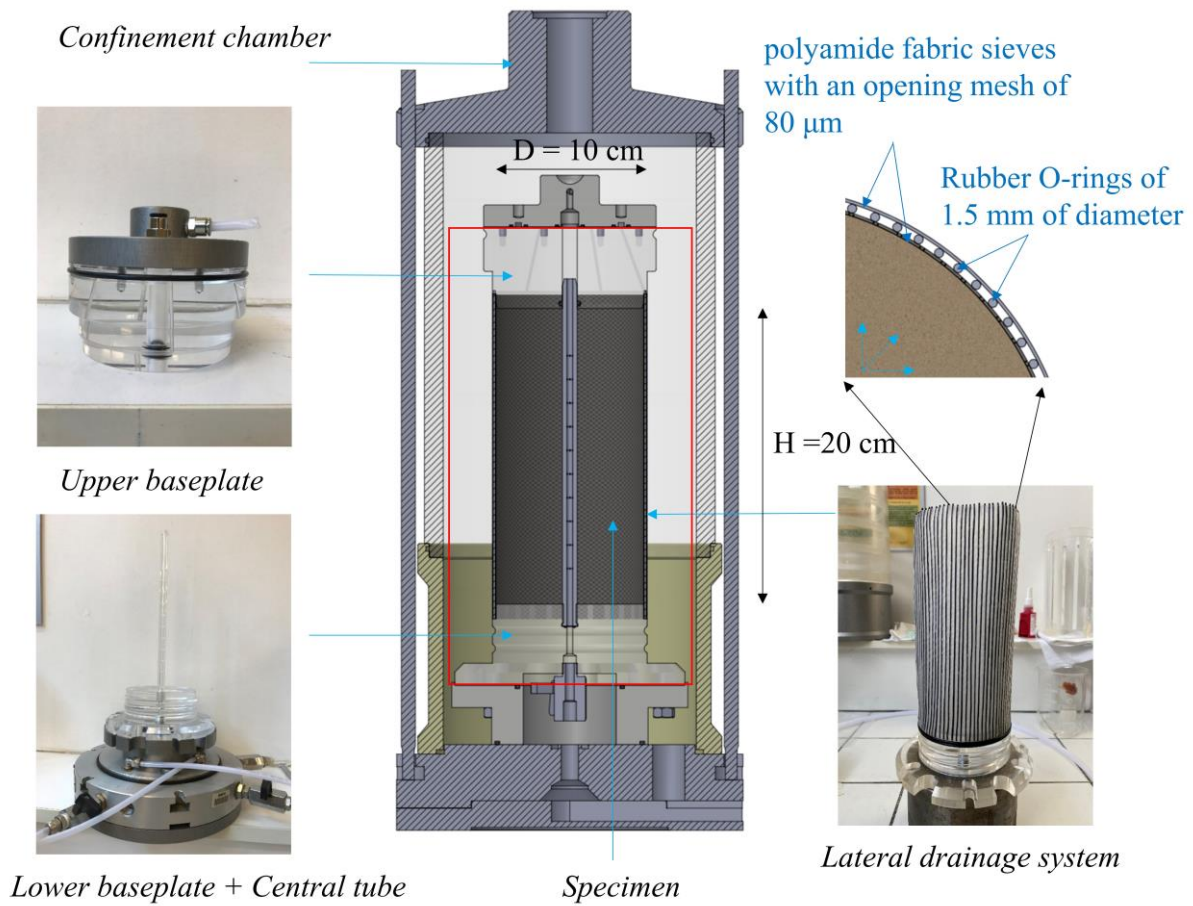 Confinement chamber
polyamide fabric sieves
with an opening mesh of
80 μm
D = 10 cm
Rubber O-rings of
1.5 mm of diameter
H =20 cm
Upper baseplate
Lateral drainage system
Lower baseplate + Central tube
Specimen